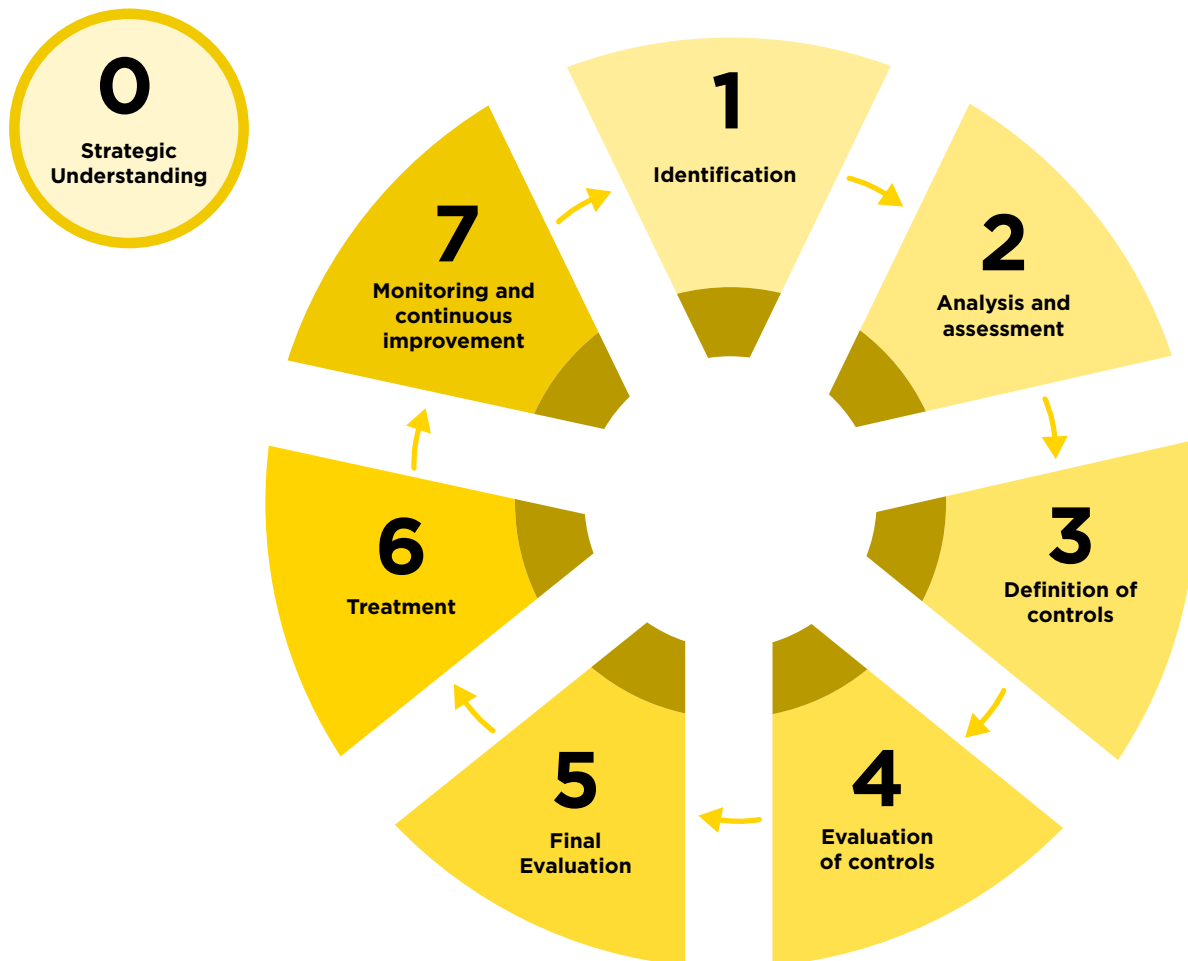 0
Strategic
Understanding
1
Identification
2
Analysis and
assessment
3
Definition of
controls
4
Evaluation
of controls
5
Final
Evaluation
6
Treatment
7
Monitoring and
continuous
improvement